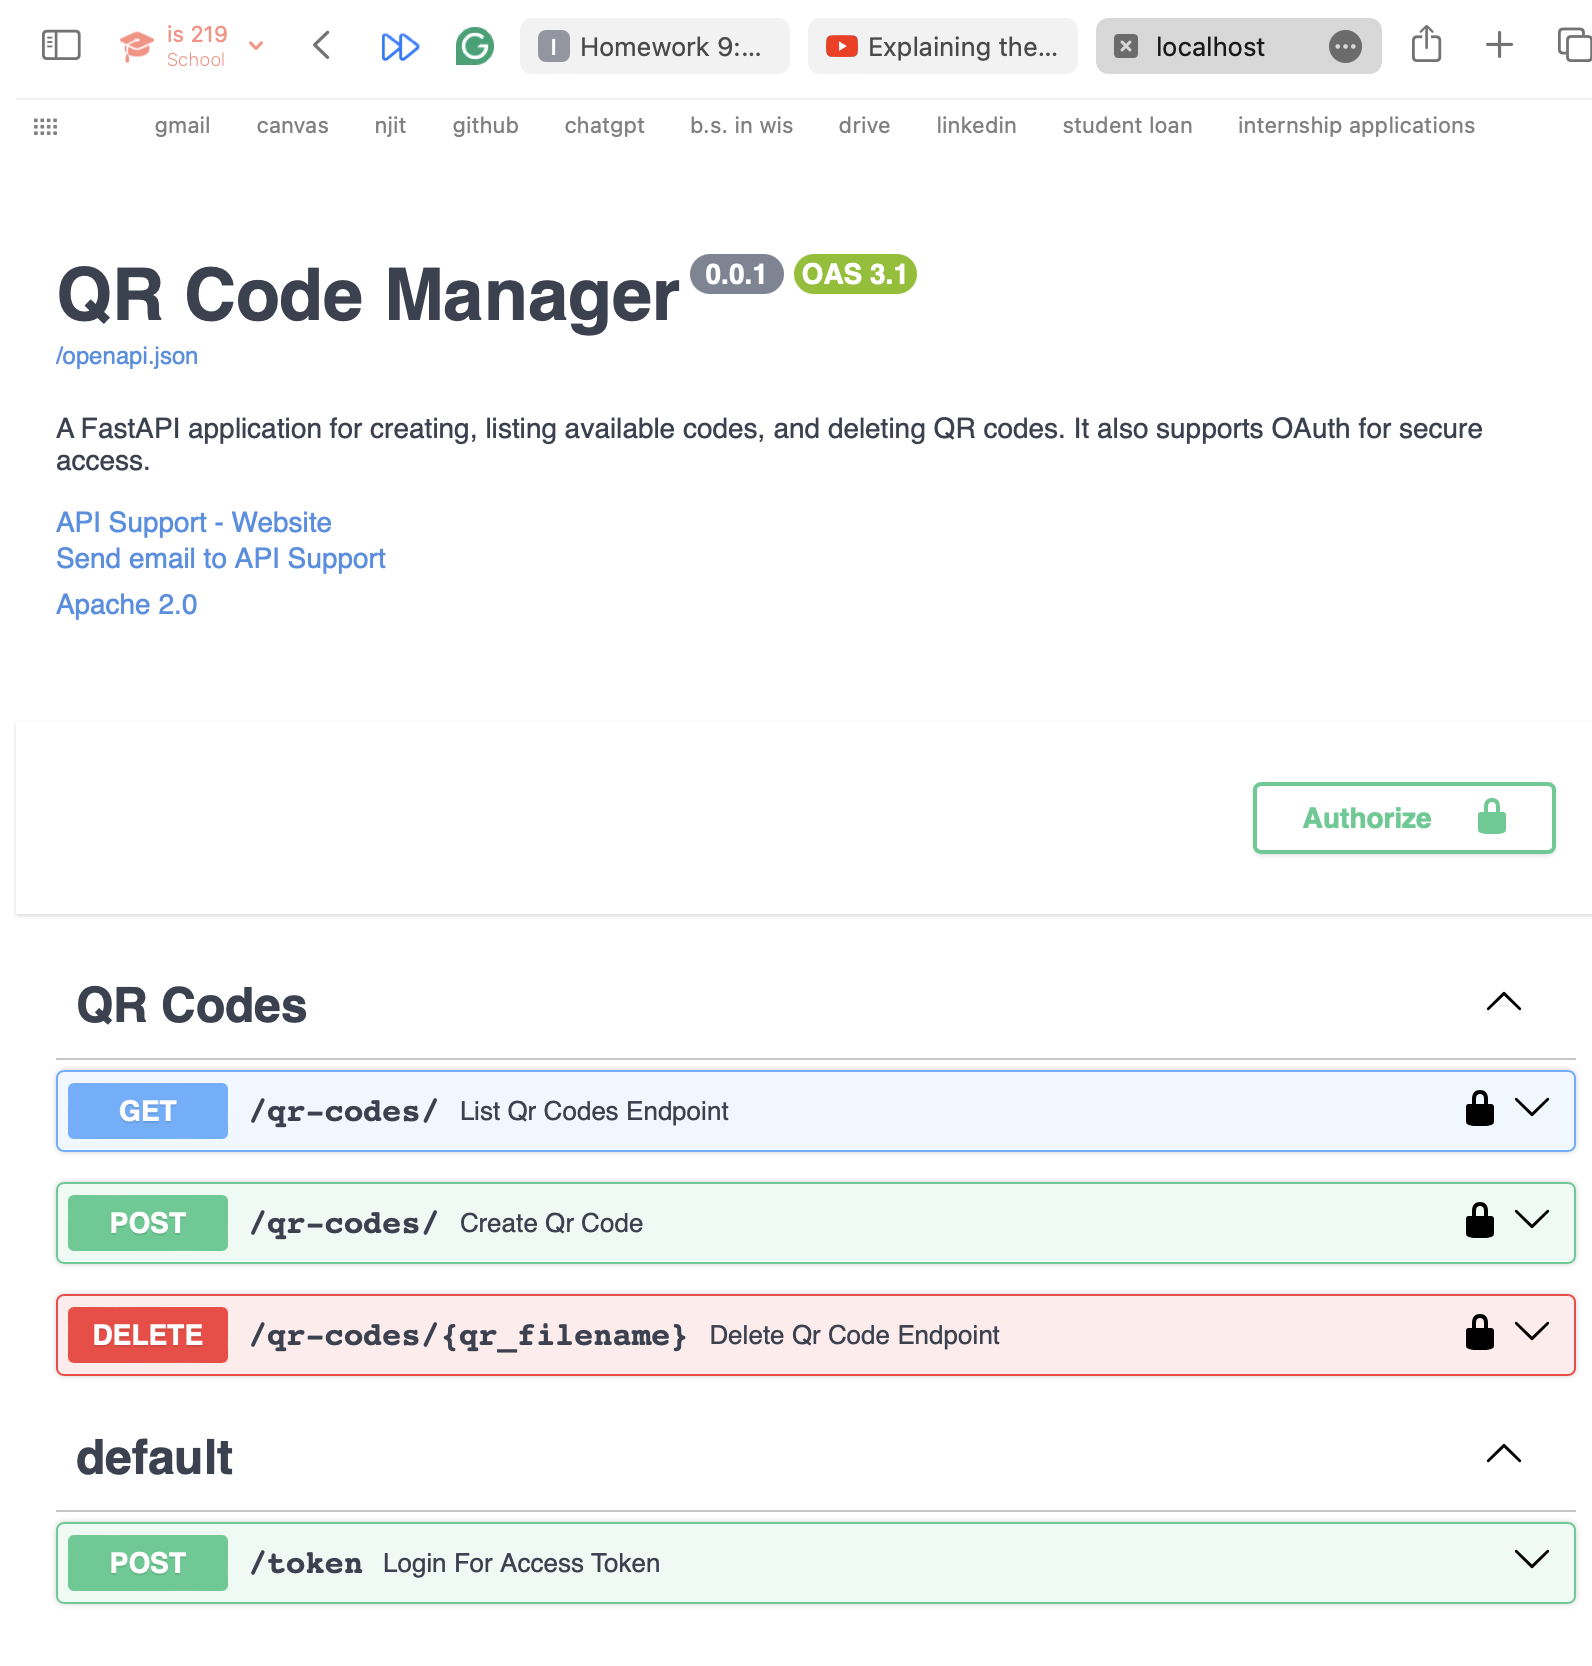 is 219
School
Homework 9:...
Explaining the...
localhost
gmail canvas njit github chatgpt b.s. in wis drive linkedin student loan internship applications
QR Code Manager 0.0.1 OAS 3.1
/openapi.json
A FastAPI application for creating, listing available codes, and deleting QR codes. It also supports OAuth for secure
access.
API Support - Website
Send email to API Support
Apache 2.0
Authorize
QR Codes
GET /qr-codes/ List Qr Codes Endpoint
POST /qr-codes/ Create Qr Code
DELETE /qr-codes/{qr_filename} Delete Qr Code Endpoint
default
POST /token Login For Access Token